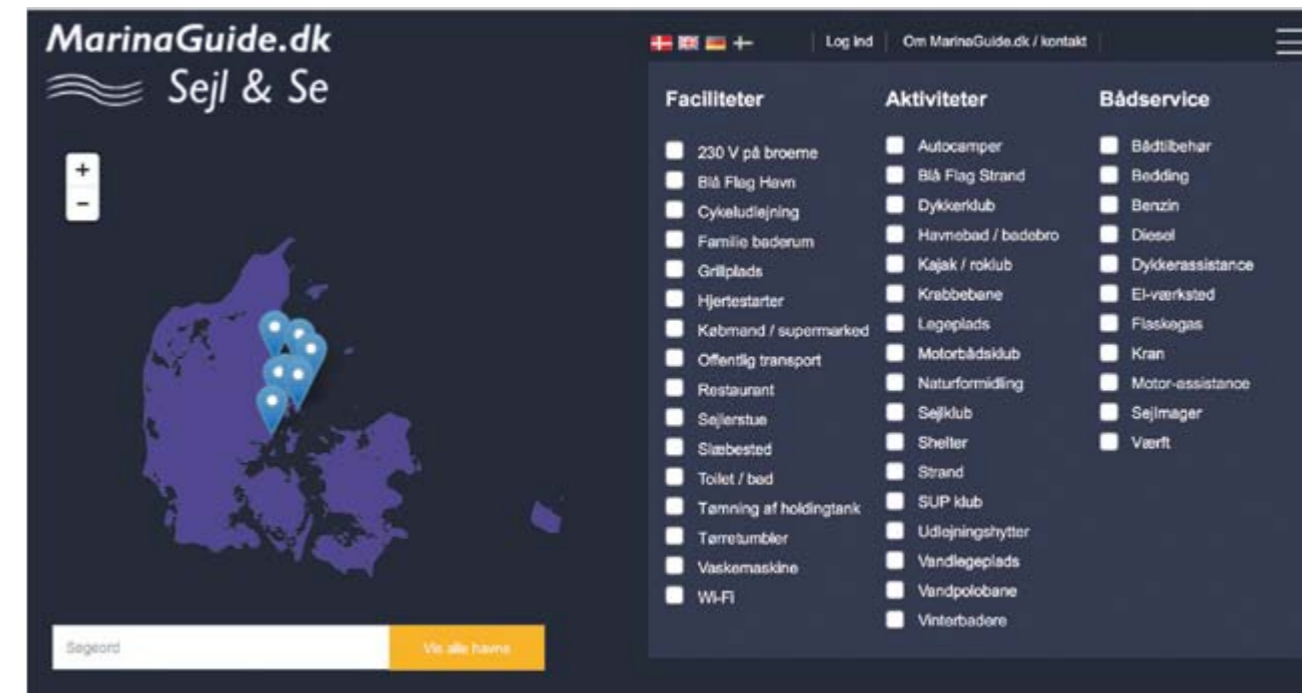 MarinaGuide.dk
Sejl & Se
Log ind
Om MarinaGuide.dk / kontakt
+
−
Faciliteter
230 V på broerne
Blå Flag Havn
Cykeludlejning
Familie baderum
Grillplads
Hjertestarter
Købmand / supermarked
Offentlig transport
Restaurant
Sejlerstue
Slæbested
Toilet / bad
Tømning af holdingtank
Tørretumbler
Vaskemaskine
Wi-Fi
Aktiviteter
Autocamper
Blå Flag Strand
Dykkerklub
Havnebad / badebro
Kajak / roklub
Krabbebane
Legeplads
Motorbådsklub
Naturformidling
Sejlklub
Shelter
Strand
SUP klub
Udlejningshytter
Vandlegeplads
Vandpolobane
Vinterbadere
Bådservice
Bådtilbehør
Bedding
Benzin
Diesel
Dykkerassistance
El-værksted
Flaskegas
Kran
Motor-assistance
Sejlmager
Værft
Søgeord
Vis alle havne